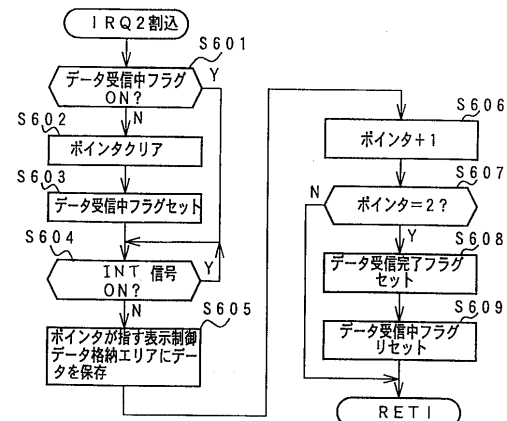 IRQ2割込
S601
データ受信中フラグ
ON?
Y
N
S602
ポインタクリア
S603
データ受信中フラグセット
S604
INT 信号
ON?
Y
N
S605
ポインタが指す表示制御
データ格納エリアにデー
タを保存
S606
ポインタ+1
S607
N
ポインタ=2?
Y
S608
データ受信完了フラグ
セット
S609
データ受信中フラグ
リセット
RETI